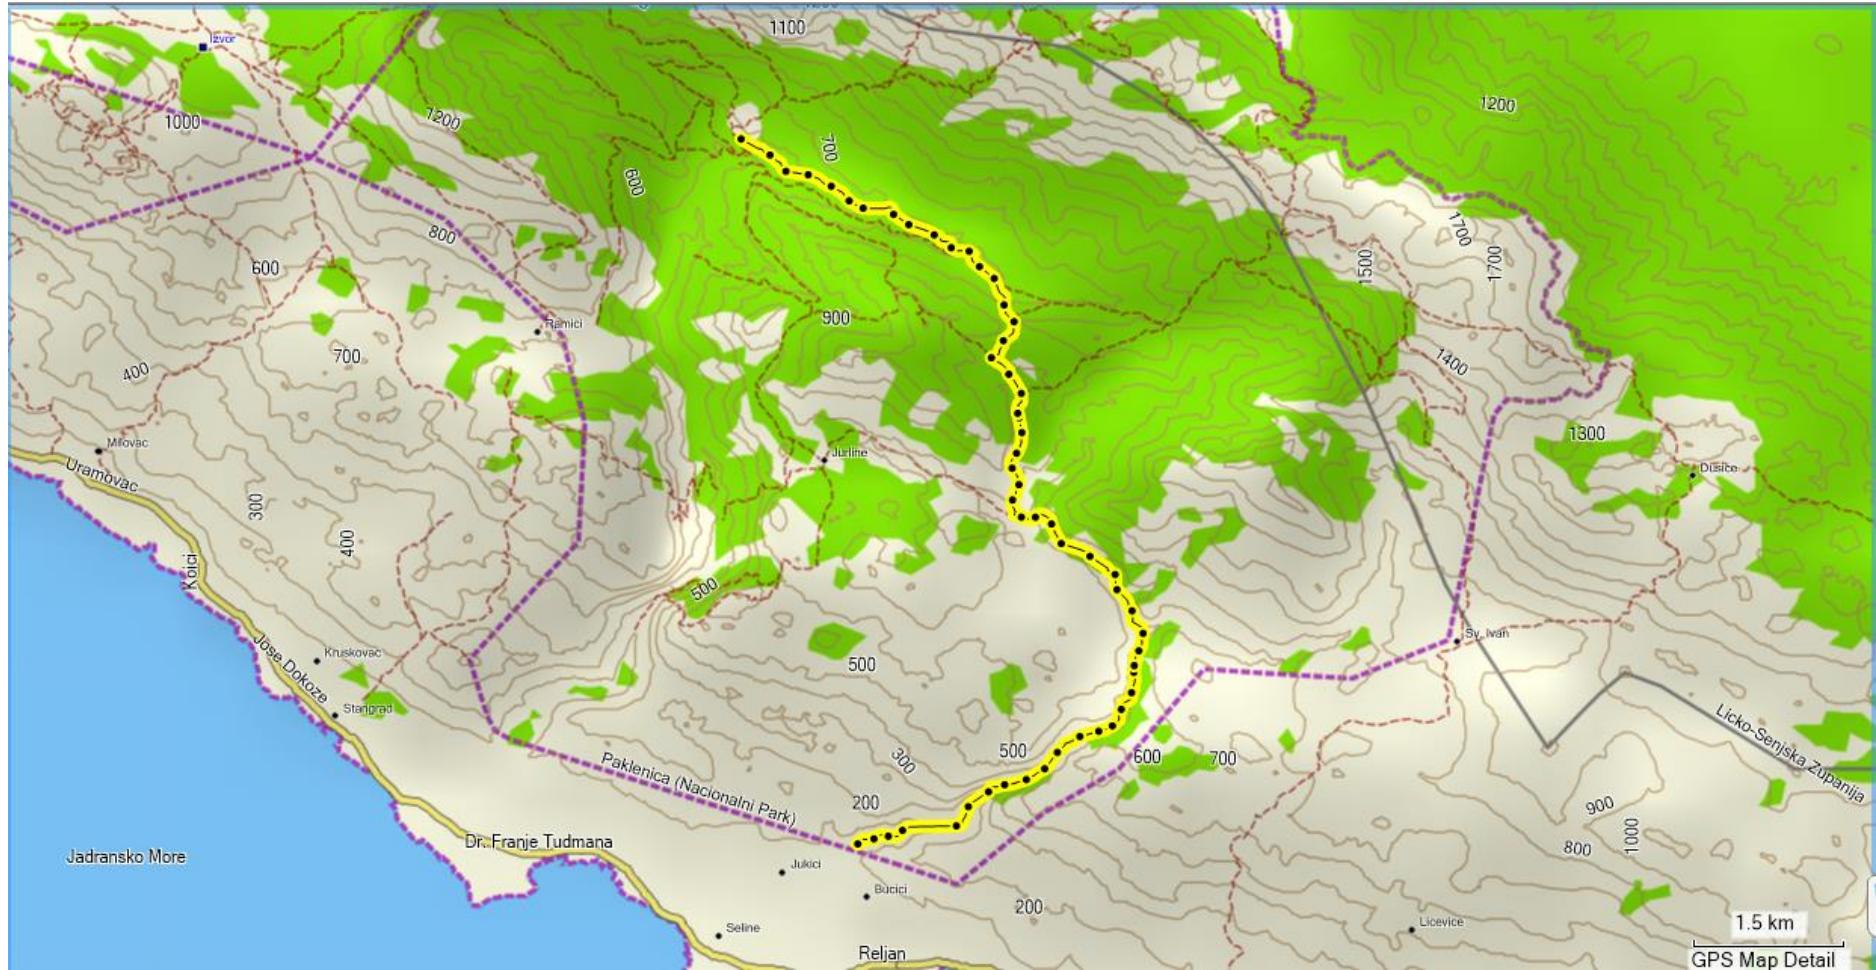 1100
Izvor
1200
1000
1200
700
600
800
1700
600
1500
1700
900
Ramici
700
1400
400
1300
Milovac
Jurline
Dusice
Uramovac
300
400
Koici
500
Jose Dokoze
Sv. Ivan
Kruskovac
500
Starigrad
Licko-Senjska Zupanija
500
600
700
300
Paklenica (Nacionalni Park)
200
900
1000
Dr. Franje Tudmana
800
Jadransko More
Jukici
Bucici
200
Licevice
1.5 km
Seline
Reljan
GPS Map Detail